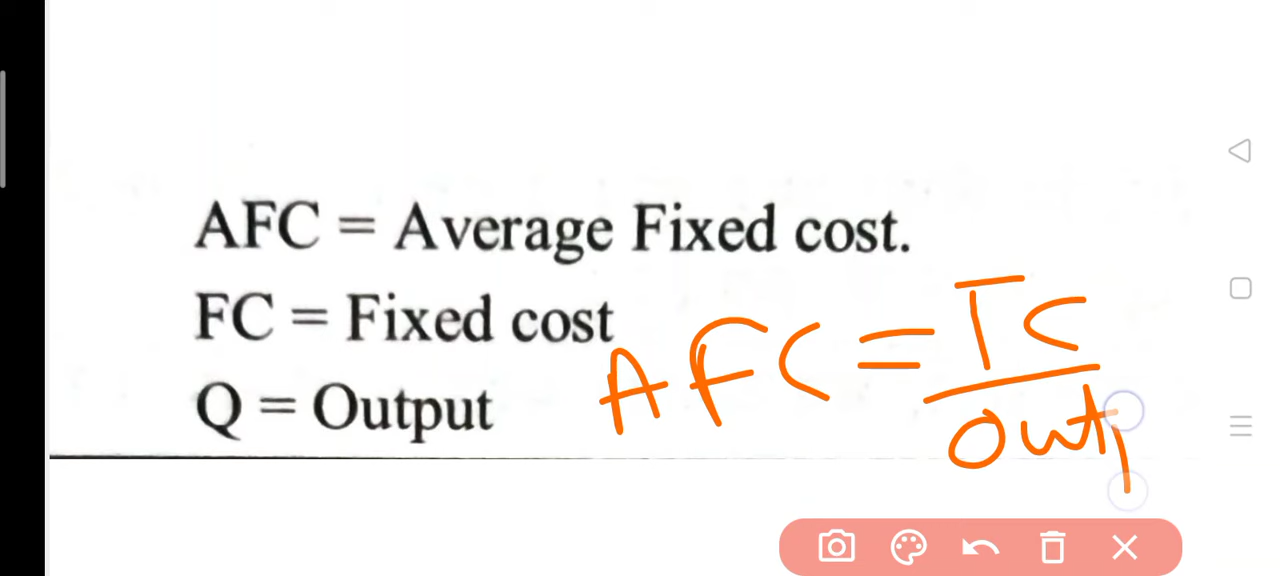 AFC = Average Fixed cost.
FC = Fixed cost
Q = Output
AFC = TC
Out